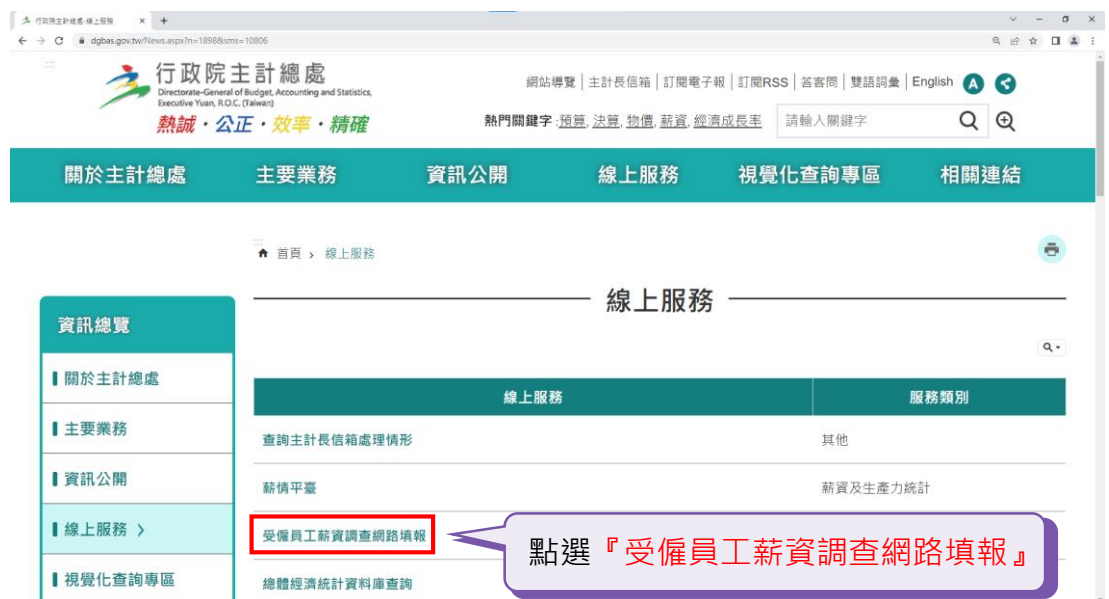 行政院主計總處-線上服務
dgbas.gov.tw/News.aspx?n=1898&sms=10806
行政院主計總處
Directorate-General of Budget, Accounting and Statistics,
Executive Yuan, R.O.C. (Taiwan)
熱誠・公正・效率・精確
網站導覽 | 主計長信箱 | 訂閱電子報 | 訂閱RSS | 答客問 | 雙語詞彙 | English A
熱門關鍵字 :預算, 決算, 物價, 薪資, 經濟成長率 請輸入關鍵字
關於主計總處 主要業務 資訊公開 線上服務 視覺化查詢專區 相關連結
首頁 › 線上服務
線上服務
資訊總覽
關於主計總處
主要業務
資訊公開
線上服務 ›
視覺化查詢專區
線上服務 服務類別
查詢主計長信箱處理情形 其他
薪情平臺 薪資及生產力統計
受僱員工薪資調查網路填報
點選『受僱員工薪資調查網路填報』
總體經濟統計資料庫查詢